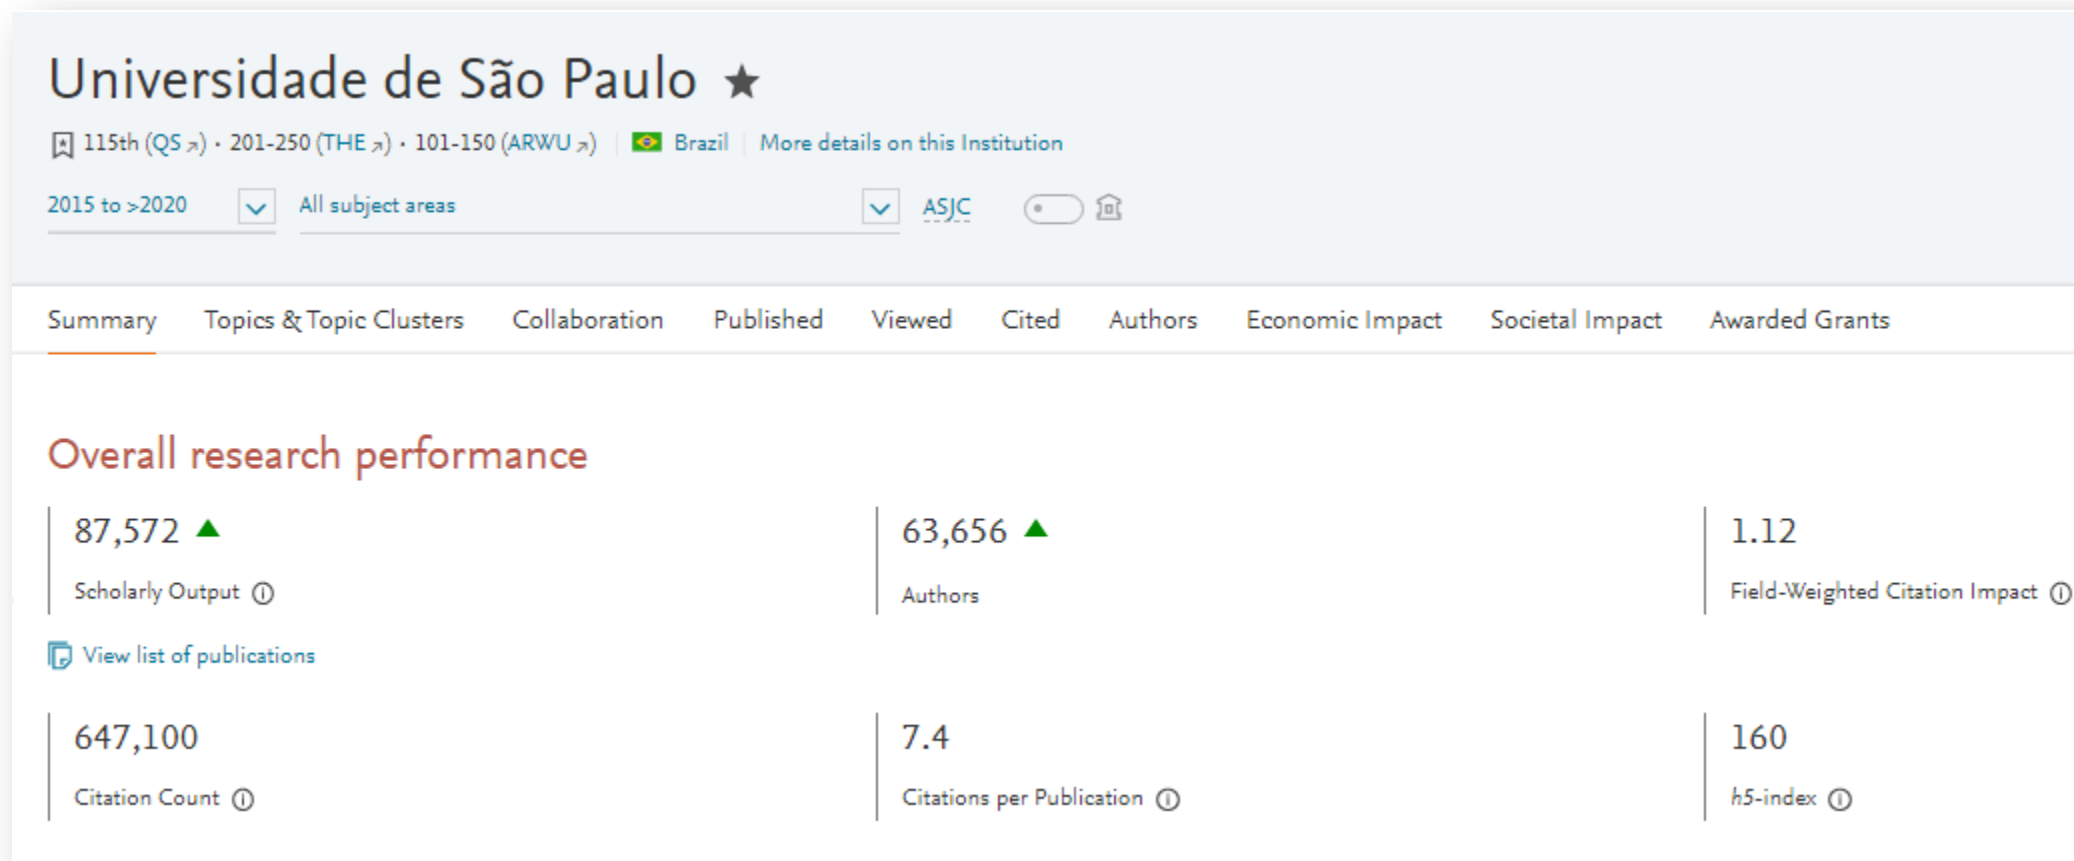 Universidade de São Paulo
115th (QS ↗) · 201-250 (THE ↗) · 101-150 (ARWU ↗) Brazil More details on this Institution
2015 to >2020 All subject areas ASJC
Summary Topics & Topic Clusters Collaboration Published Viewed Cited Authors Economic Impact Societal Impact Awarded Grants
Overall research performance
87,572 63,656 1.12
Scholarly Output Authors Field-Weighted Citation Impact
View list of publications
647,100 7.4 160
Citation Count Citations per Publication h5-index